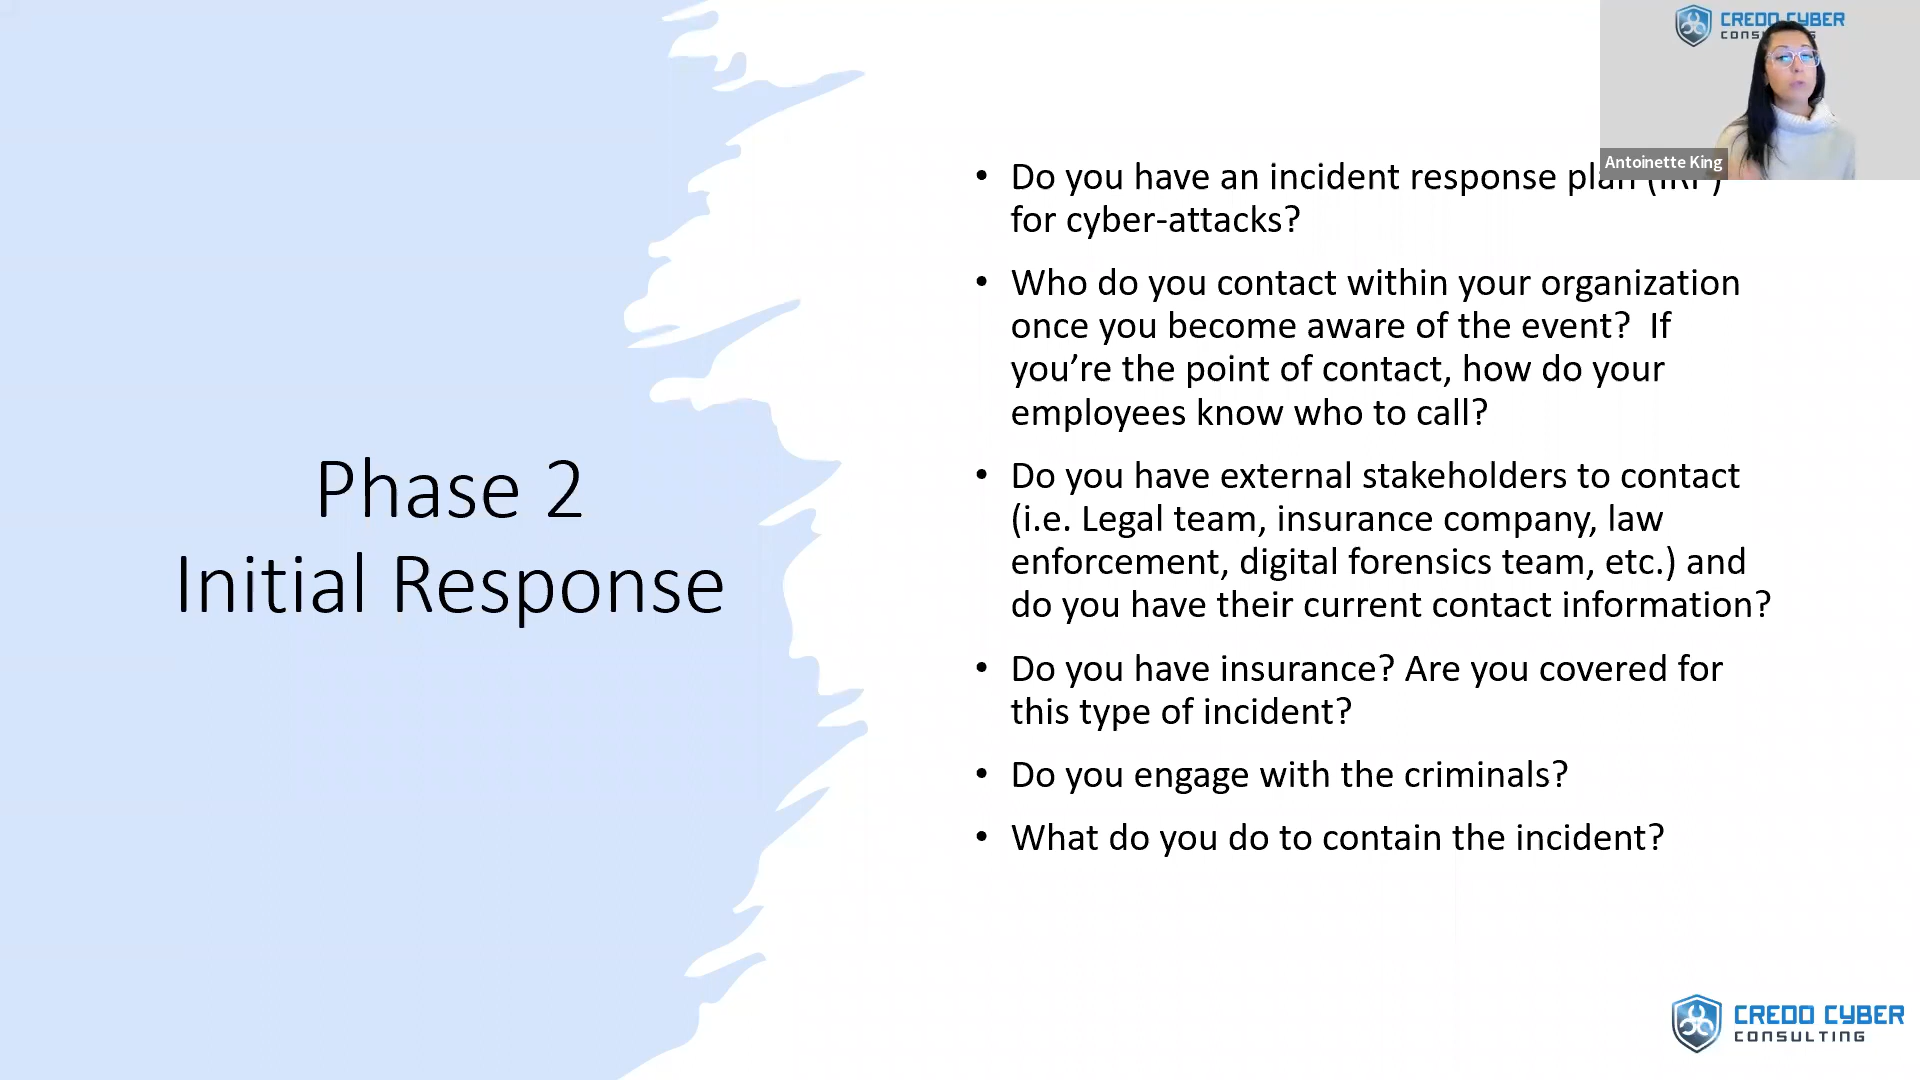 CREDO CYBER
Antoinette King
Phase 2
Initial Response
• Do you have an incident response plan (IRP)
for cyber-attacks?
• Who do you contact within your organization
once you become aware of the event?  If
you’re the point of contact, how do your
employees know who to call?
• Do you have external stakeholders to contact
(i.e. Legal team, insurance company, law
enforcement, digital forensics team, etc.) and
do you have their current contact information?
• Do you have insurance? Are you covered for
this type of incident?
• Do you engage with the criminals?
• What do you do to contain the incident?
CREDO CYBER
CONSULTING